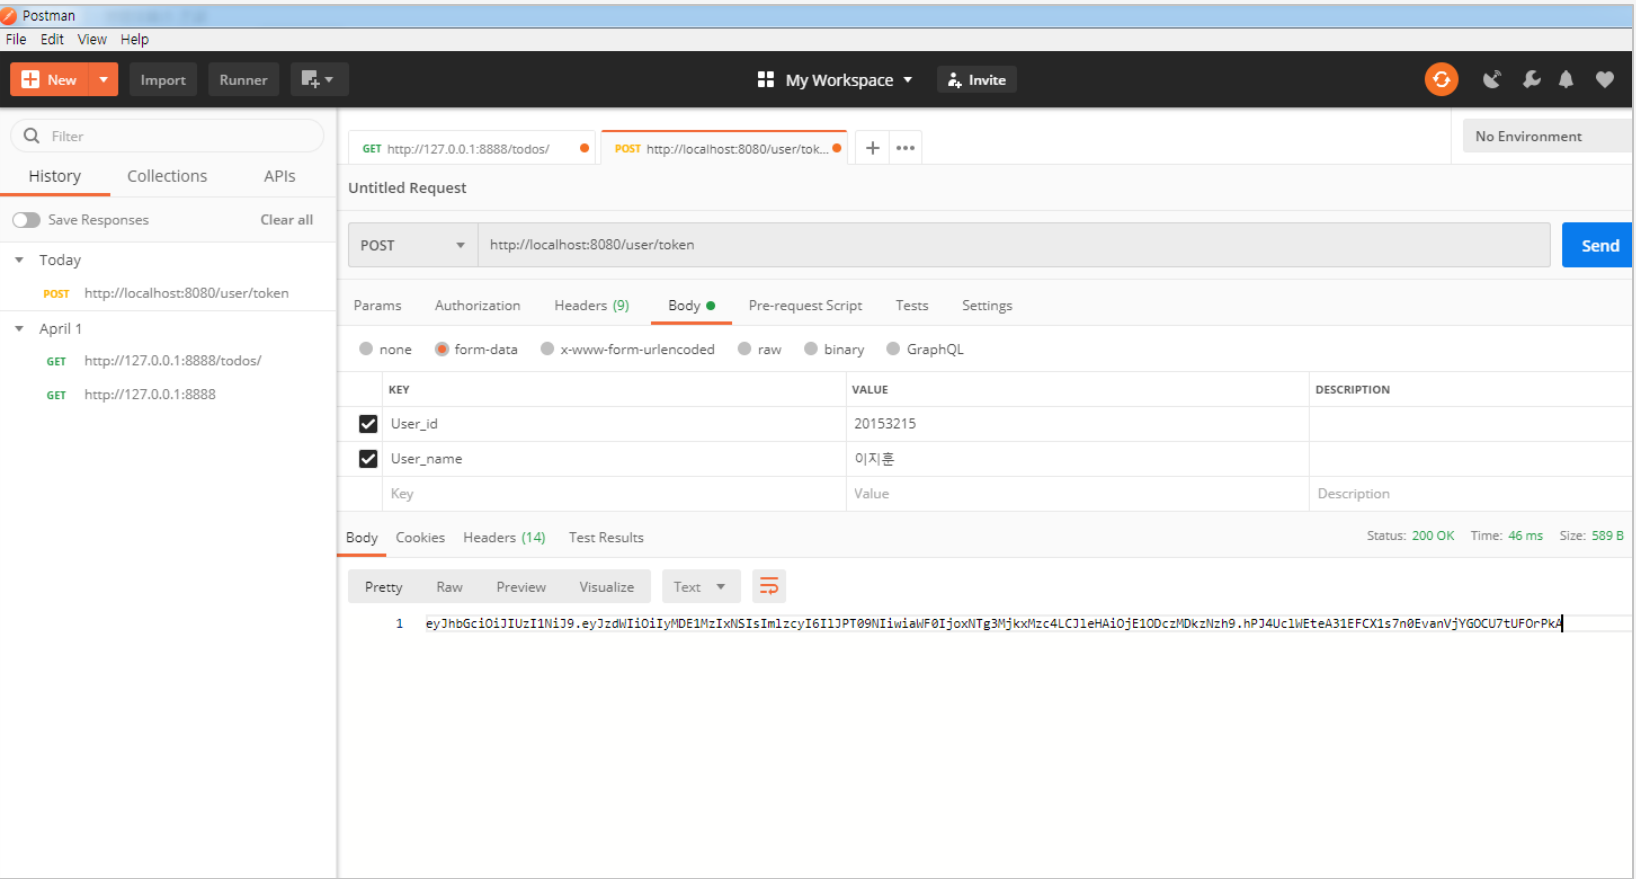 Postman
File Edit View Help
New Import Runner My Workspace Invite
Filter
History Collections APIs
Save Responses Clear all
Today
POST http://localhost:8080/user/token
April 1
GET http://127.0.0.1:8888/todos/
GET http://127.0.0.1:8888
GET http://127.0.0.1:8888/todos/ POST http://localhost:8080/user/tok... + ••• No Environment
Untitled Request
POST http://localhost:8080/user/token Send
Params Authorization Headers (9) Body Pre-request Script Tests Settings
none form-data x-www-form-urlencoded raw binary GraphQL
KEY VALUE DESCRIPTION
User_id 20153215
User_name 이지훈
Key Value Description
Body Cookies Headers (14) Test Results Status: 200 OK Time: 46 ms Size: 589 B
Pretty Raw Preview Visualize Text
1 eyJhbGciOiJIUzI1NiJ9.eyJzdWIiOiIyMDE1MzIxNSIsImlzcyI6IlJPT09NIiwiaWF0IjoxNTg3MjkxMzc4LCJleHAiOjE1ODczMDkzNzh9.hPJ4UclWEteA31EFCX1s7n0EvanVjYGOCU7tUFOrPkA